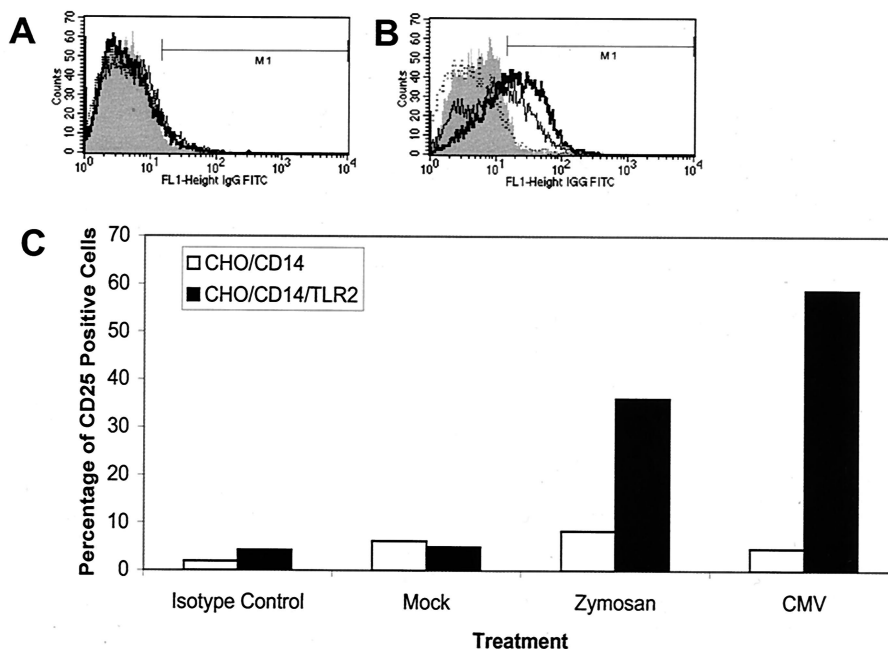 A
70
60
50
40
30
20
10
0
Counts
M1
10^0
10^1
10^2
10^3
10^4
FL1-Height IgG FITC
B
70
60
50
40
30
20
10
0
Counts
M1
10^0
10^1
10^2
10^3
10^4
FL1-Height IGG FITC
C
70
60
50
40
30
20
10
0
Percentage of CD25 Positive Cells
CHO/CD14
CHO/CD14/TLR2
Isotype Control
Mock
Zymosan
CMV
Treatment